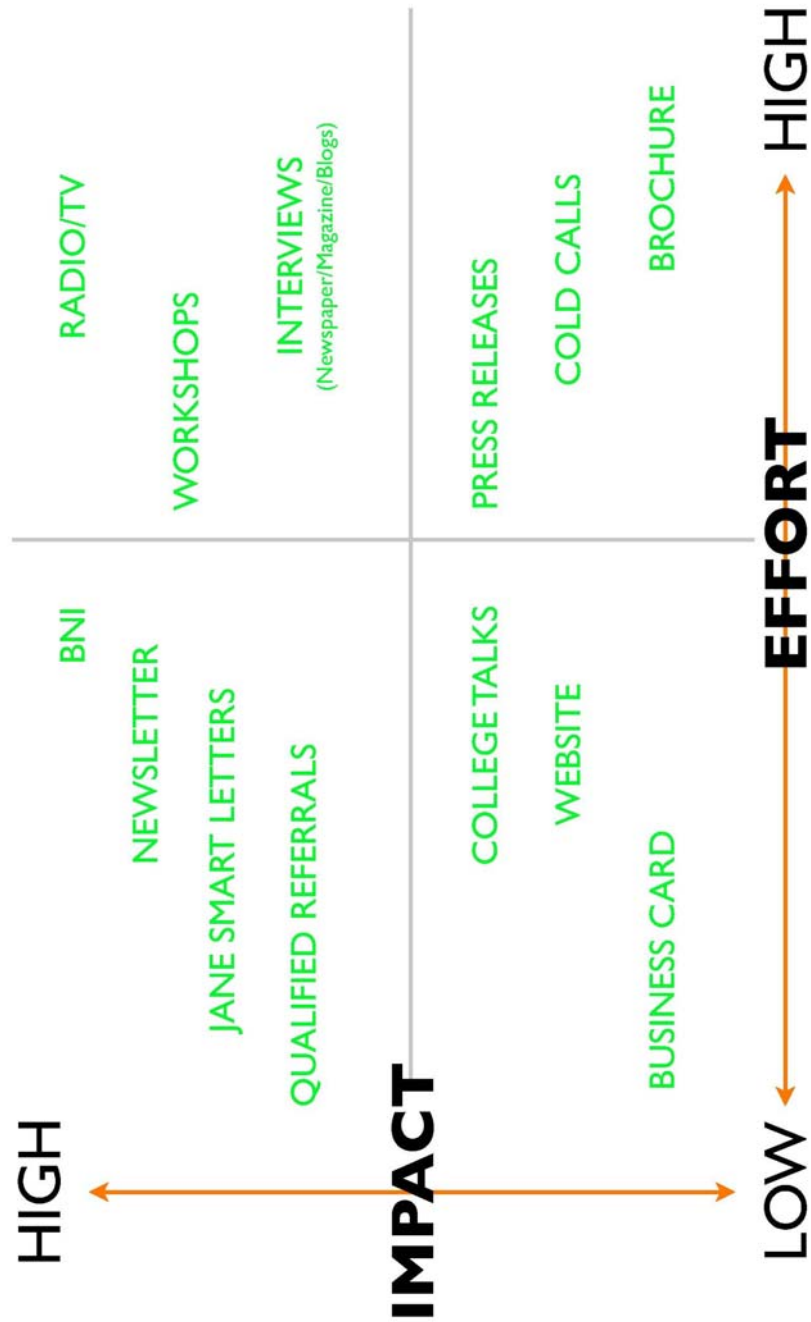 HIGH
BNI
RADIO/TV
NEWSLETTER
WORKSHOPS
JANE SMART LETTERS
INTERVIEWS
(Newspaper/Magazine/Blogs)
QUALIFIED REFERRALS
IMPACT
COLLEGE TALKS
PRESS RELEASES
WEBSITE
COLD CALLS
BUSINESS CARD
BROCHURE
LOW
EFFORT
HIGH